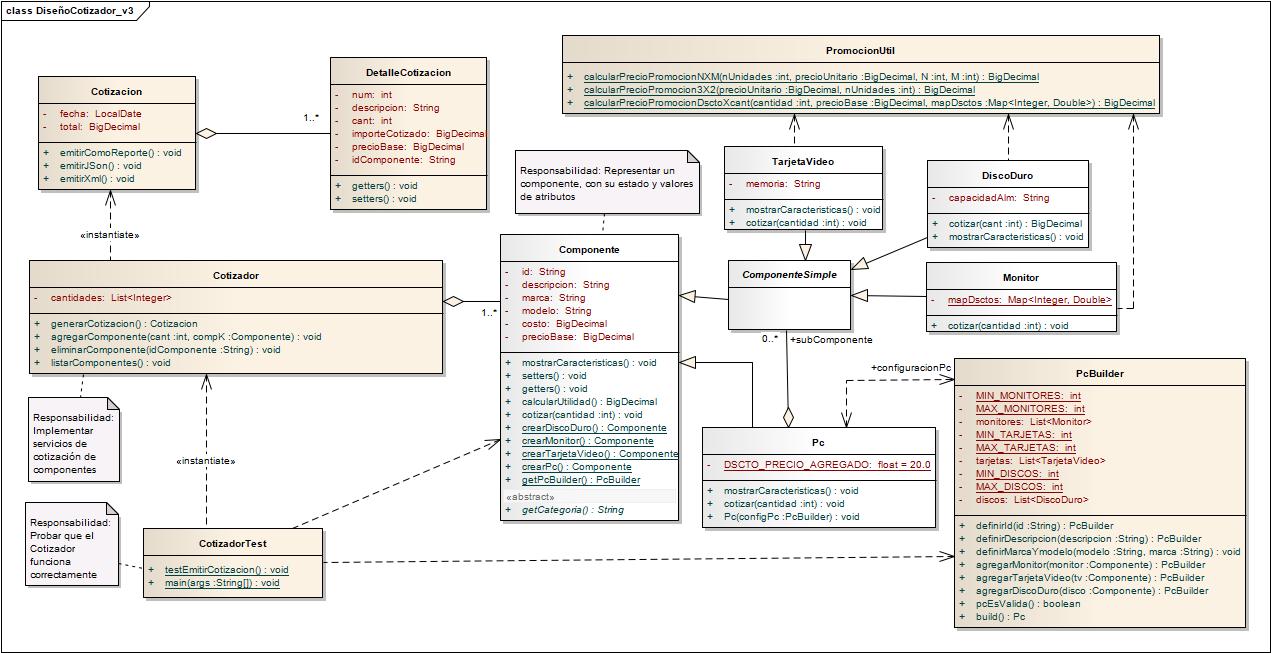 class DiseñoCotizador_v3
Cotizacion
- fecha: LocalDate
- total: BigDecimal
+ emitirComoReporte() : void
+ emitirJSon() : void
+ emitirXml() : void
DetalleCotizacion
- num: int
- descripcion: String
- cant: int
- importeCotizado: BigDecimal
- precioBase: BigDecimal
- idComponente: String
+ getters() : void
+ setters() : void
1..*
PromocionUtil
+ calcularPrecioPromocionNXM(nUnidades :int, precioUnitario :BigDecimal, N :int, M :int) : BigDecimal
+ calcularPrecioPromocion3X2(precioUnitario :BigDecimal, nUnidades :int) : BigDecimal
+ calcularPrecioPromocionDsctoXcant(cantidad :int, precioBase :BigDecimal, mapDsctos :Map<Integer, Double>) : BigDecimal
Responsabilidad: Representar un
componente, con su estado y valores
de atributos
TarjetaVideo
- memoria: String
+ mostrarCaracteristicas() : void
+ cotizar(cantidad :int) : void
DiscoDuro
- capacidadAlm: String
+ cotizar(cant :int) : BigDecimal
+ mostrarCaracteristicas() : void
«instantiate»
Cotizador
- cantidades: List<Integer>
+ generarCotizacion() : Cotizacion
+ agregarComponente(cant :int, compK :Componente) : void
+ eliminarComponente(idComponente :String) : void
+ listarComponentes() : void
1..*
Componente
- id: String
- descripcion: String
- marca: String
- modelo: String
- costo: BigDecimal
- precioBase: BigDecimal
+ mostrarCaracteristicas() : void
+ setters() : void
+ getters() : void
+ calcularUtilidad() : BigDecimal
+ cotizar(cantidad :int) : void
+ crearDiscoDuro() : Componente
+ crearMonitor() : Componente
+ crearTarjetaVideo() : Componente
+ crearPc() : Componente
+ getPcBuilder() : PcBuilder
«abstract»
+ getCategoria() : String
ComponenteSimple
Monitor
- mapDsctos: Map<Integer, Double>
+ cotizar(cantidad :int) : void
0..*
+subComponente
+configuracionPc
Pc
- DSCTO_PRECIO_AGREGADO: float = 20.0
+ mostrarCaracteristicas() : void
+ cotizar(cantidad :int) : void
+ Pc(configPc :PcBuilder) : void
PcBuilder
- MIN_MONITORES: int
- MAX_MONITORES: int
- monitores: List<Monitor>
- MIN_TARJETAS: int
- MAX_TARJETAS: int
- tarjetas: List<TarjetaVideo>
- MIN_DISCOS: int
- MAX_DISCOS: int
- discos: List<DiscoDuro>
+ definirId(id :String) : PcBuilder
+ definirDescripcion(descripcion :String) : PcBuilder
+ definirMarcaYmodelo(modelo :String, marca :String) : void
+ agregarMonitor(monitor :Componente) : PcBuilder
+ agregarTarjetaVideo(tv :Componente) : PcBuilder
+ agregarDiscoDuro(disco :Componente) : PcBuilder
+ pcEsValida() : boolean
+ build() : Pc
Responsabilidad:
Implementar
servicios de
cotización de
componentes
«instantiate»
Responsabilidad:
Probar que el
Cotizador
funciona
correctamente
CotizadorTest
+ testEmitirCotizacion() : void
+ main(args :String[]) : void